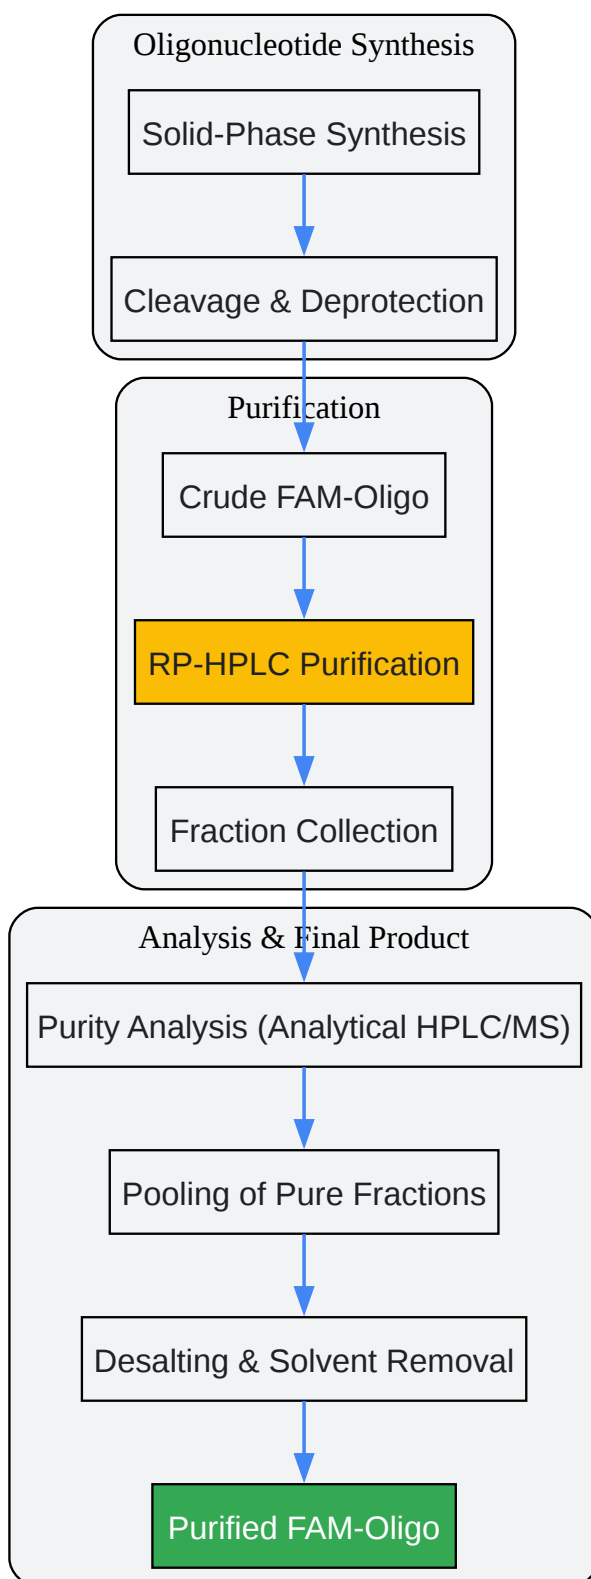 Oligonucleotide Synthesis
Solid-Phase Synthesis
Cleavage & Deprotection
Purification
Crude FAM-Oligo
RP-HPLC Purification
Fraction Collection
Analysis & Final Product
Purity Analysis (Analytical HPLC/MS)
Pooling of Pure Fractions
Desalting & Solvent Removal
Purified FAM-Oligo